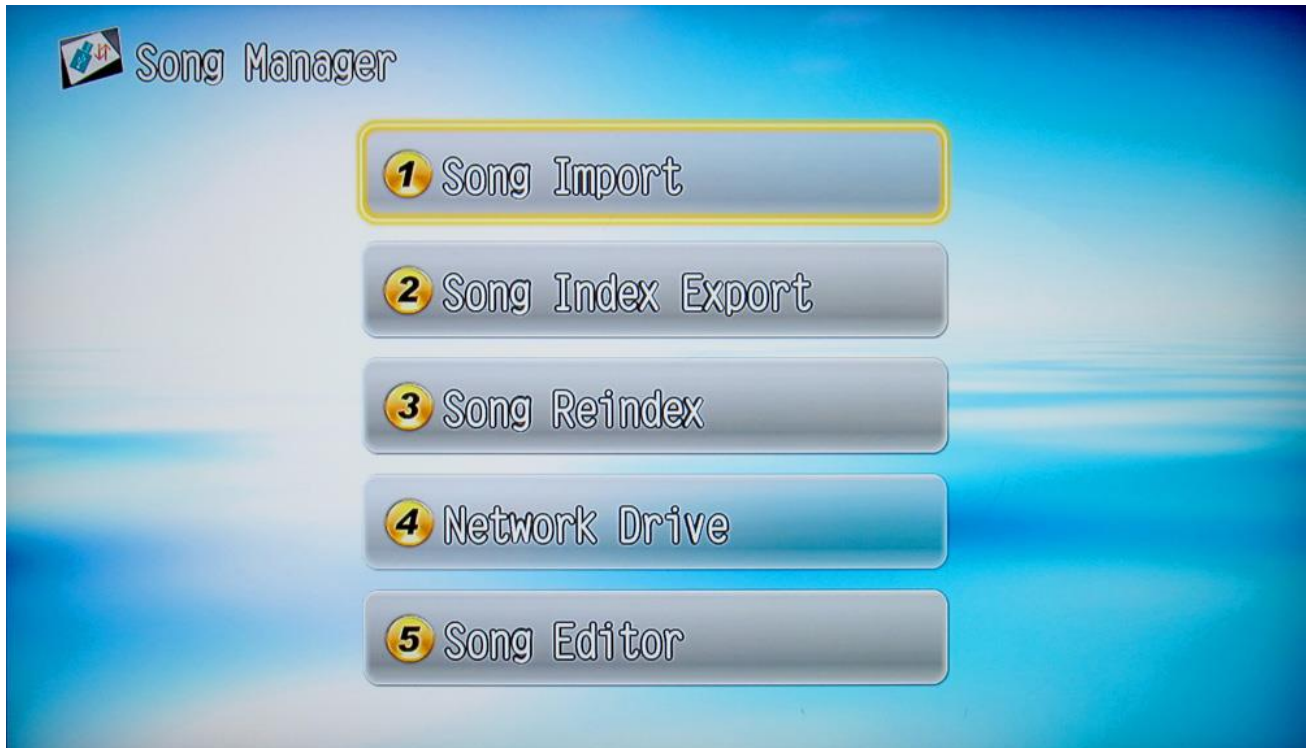 Song Manager
1 Song Import
2 Song Index Export
3 Song Reindex
4 Network Drive
5 Song Editor